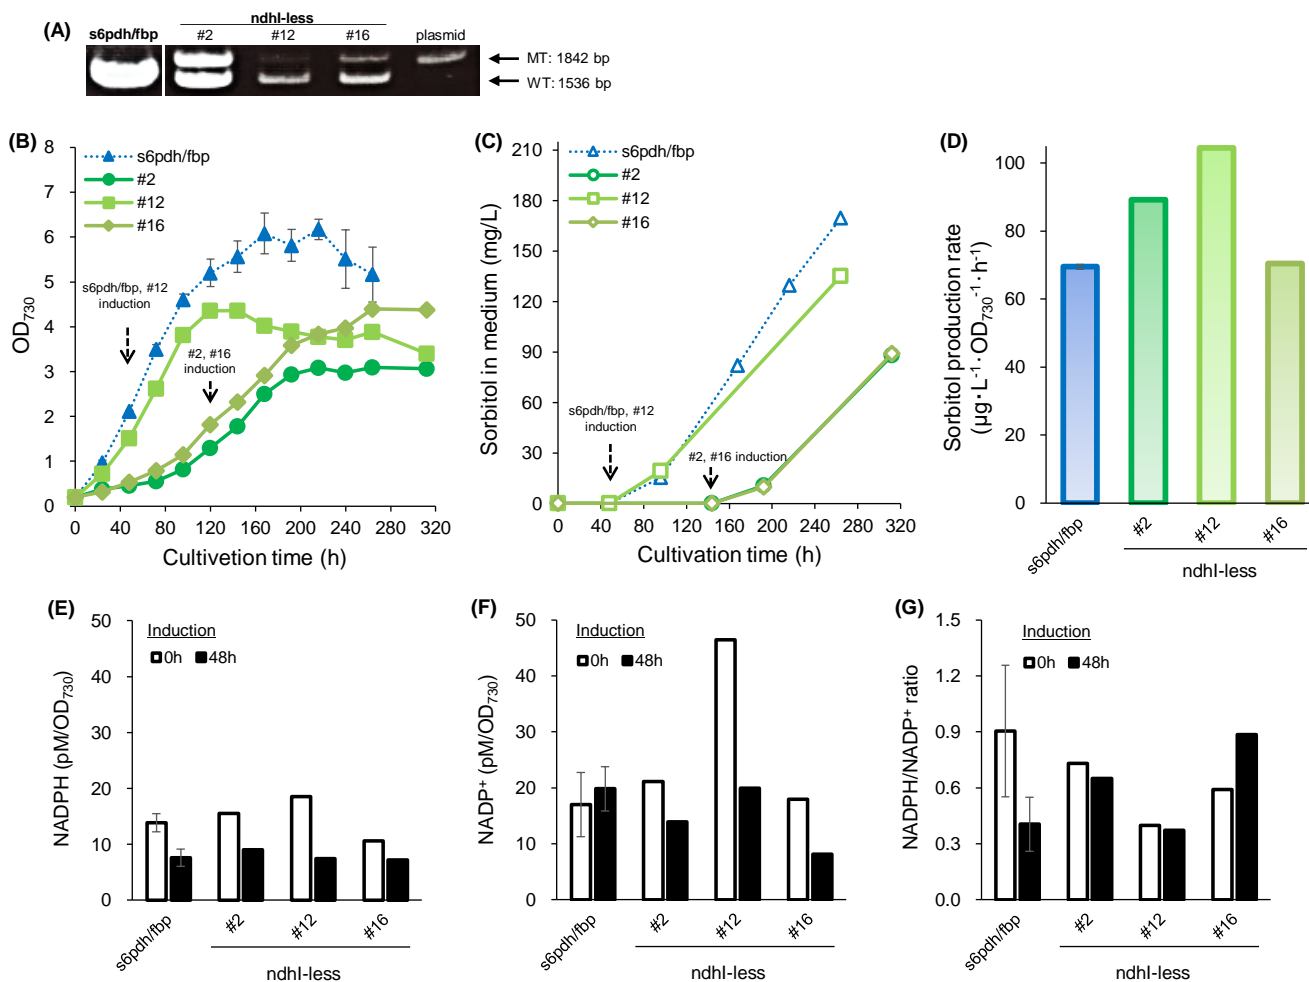 (A)
s6pdh/fbp
ndhI-less
#2 #12 #16 plasmid
MT: 1842 bp
WT: 1536 bp
(B)
8
7
6
5
4
3
2
1
0
OD730
s6pdh/fbp
#2
#12
#16
s6pdh/fbp, #12
induction
#2, #16
induction
0 40 80 120 160 200 240 280 320
Cultivetion time (h)
(C)
210
180
150
120
90
60
30
0
Sorbitol in medium (mg/L)
s6pdh/fbp
#2
#12
#16
s6pdh/fbp, #12
induction
#2, #16 induction
0 40 80 120 160 200 240 280 320
Cultivation time (h)
(D)
100
80
60
40
20
0
Sorbitol production rate
(µg・L-1・OD730-1・h-1)
s6pdh/fbp #2 #12 #16
ndhI-less
(E)
50
40
30
20
10
0
NADPH (pM/OD730)
Induction
0h 48h
s6pdh/fbp #2 #12 #16
ndhI-less
(F)
50
40
30
20
10
0
NADP+ (pM/OD730)
Induction
0h 48h
s6pdh/fbp #2 #12 #16
ndhI-less
(G)
1.5
1.2
0.9
0.6
0.3
0.0
NADPH/NADP+ ratio
Induction
0h 48h
s6pdh/fbp #2 #12 #16
ndhI-less